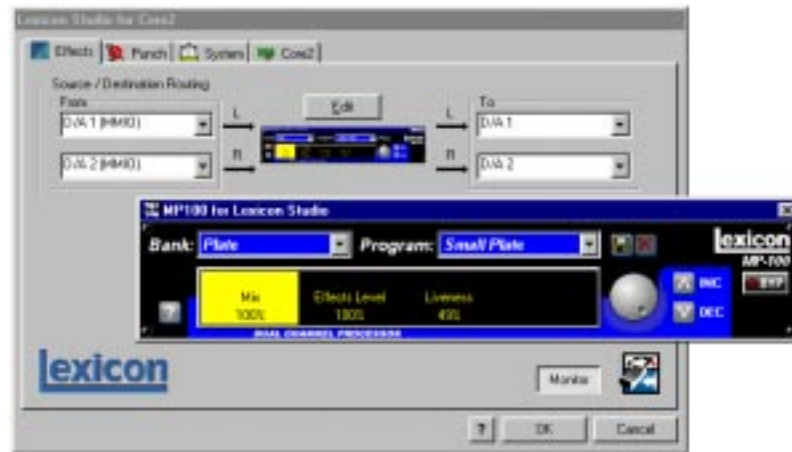 Lexicon Studio for Core2
Effects Punch System Core2
Source / Destination Routing
From
D/A 1 (MMIO)
D/A 2 (MMIO)
L
R
Edit
L
R
To
D/A 1
D/A 2
MP100 for Lexicon Studio
Bank: Plate Program: Small Plate
lexicon
MP-100
Mix Effects Level Liveness
100% 100% 49%
INC
DEC
BYP
?
DUAL CHANNEL PROCESSOR
lexicon
Monitor
? OK Cancel